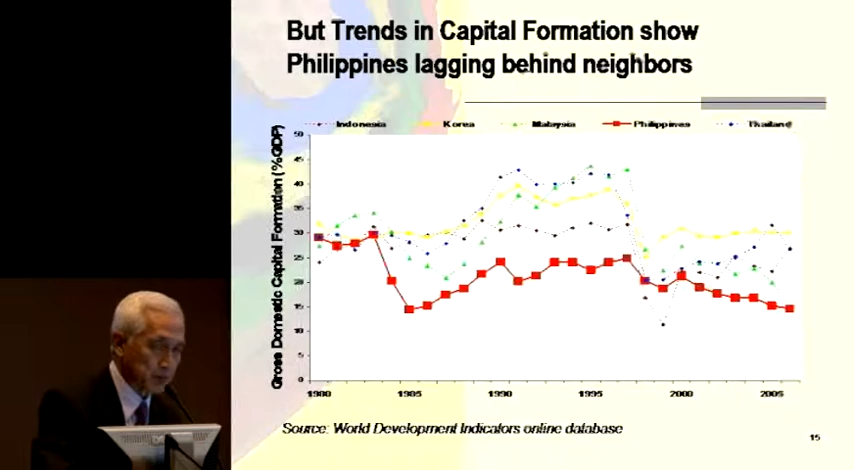 But Trends in Capital Formation show
Philippines lagging behind neighbors
Indonesia Korea Malaysia Philippines Thailand
Gross Domestic Capital Formation (%GDP)
50
45
40
35
30
25
20
15
10
5
0
1980 1985 1990 1995 2000 2005
Source: World Development Indicators online database
15